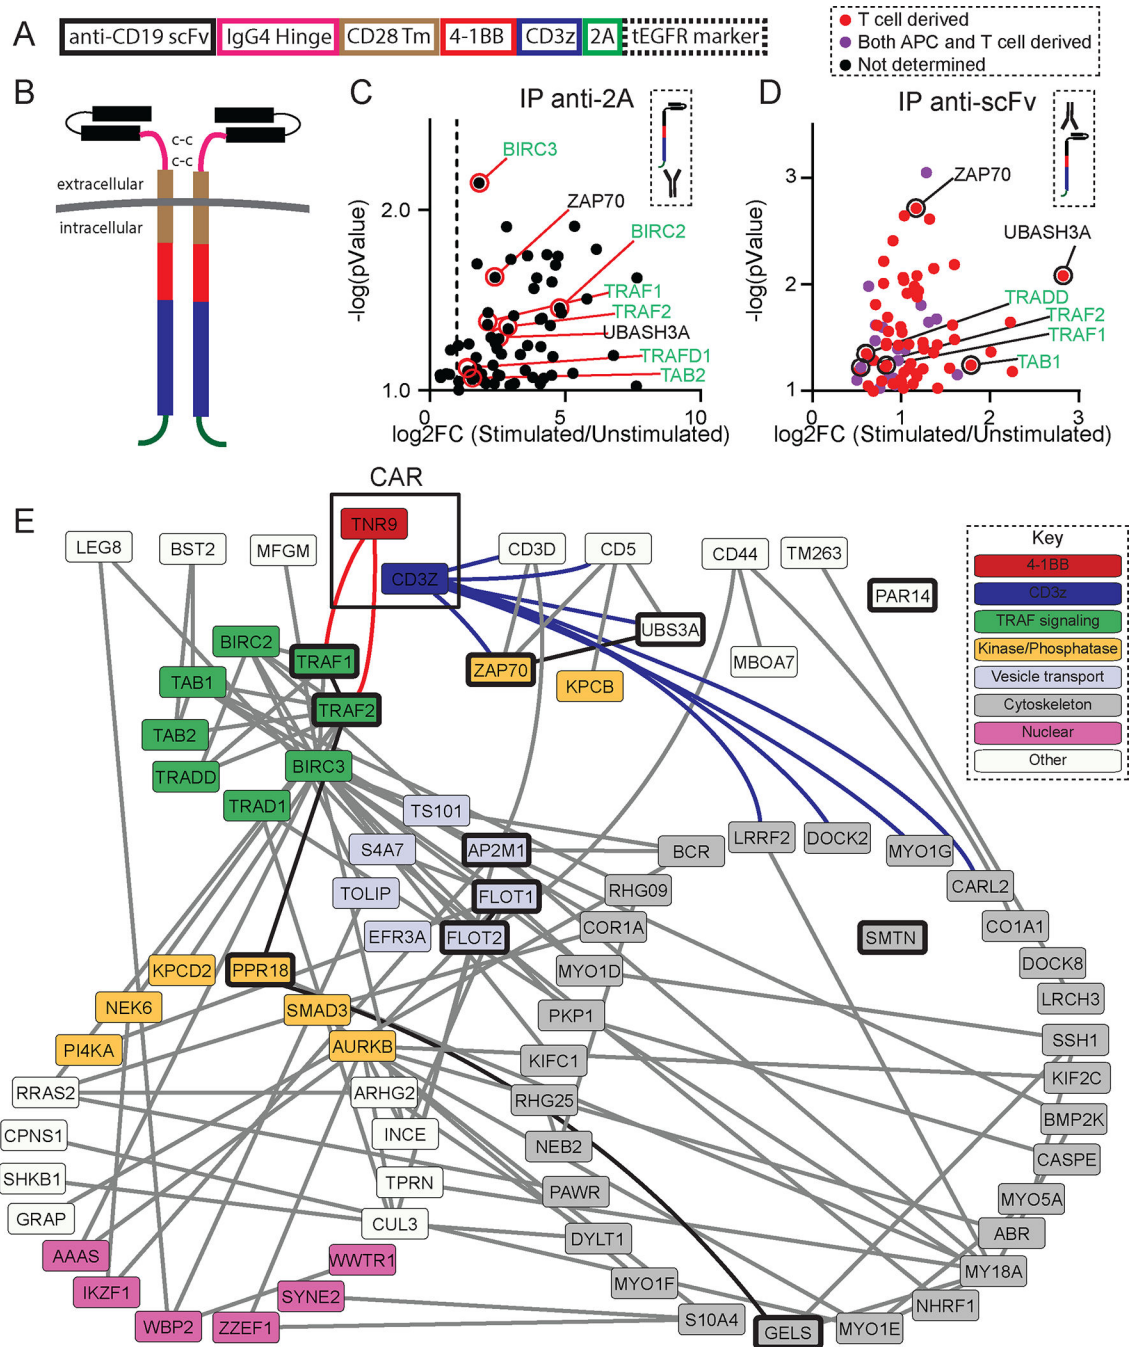 A
anti-CD19 scFv
IgG4 Hinge
CD28 Tm
4-1BB
CD3z
2A
tEGFR marker
T cell derived
Both APC and T cell derived
Not determined
B
c-c
c-c
extracellular
intracellular
C
IP anti-2A
BIRC3
ZAP70
BIRC2
TRAF1
TRAF2
UBASH3A
TRAFD1
TAB2
2.0
1.0
-log(pValue)
0
5
10
log2FC (Stimulated/Unstimulated)
D
IP anti-scFv
ZAP70
UBASH3A
TRADD
TRAF2
TRAF1
TAB1
3
2
1
-log(pValue)
0
1
2
3
log2FC (Stimulated/Unstimulated)
E
CAR
TNR9
CD3Z
LEG8
BST2
MFGM
CD3D
CD5
CD44
TM263
PAR14
Key
4-1BB
CD3z
TRAF signaling
Kinase/Phosphatase
Vesicle transport
Cytoskeleton
Nuclear
Other
BIRC2
TRAF1
UBS3A
ZAP70
KPCB
MBOA7
TAB1
TRAF2
TAB2
BIRC3
TRADD
TRAD1
TS101
S4A7
AP2M1
BCR
LRRF2
DOCK2
MYO1G
TOLIP
FLOT1
RHG09
CARL2
EFR3A
FLOT2
COR1A
SMTN
CO1A1
KPCD2
PPR18
MYO1D
DOCK8
NEK6
SMAD3
PKP1
LRCH3
PI4KA
AURKB
KIFC1
SSH1
RRAS2
ARHG2
RHG25
KIF2C
CPNS1
INCE
NEB2
BMP2K
SHKB1
TPRN
PAWR
CASPE
GRAP
CUL3
DYLT1
MYO5A
AAAS
WWTR1
MYO1F
ABR
IKZF1
SYNE2
S10A4
MY18A
WBP2
ZZEF1
GELS
MYO1E
NHRF1